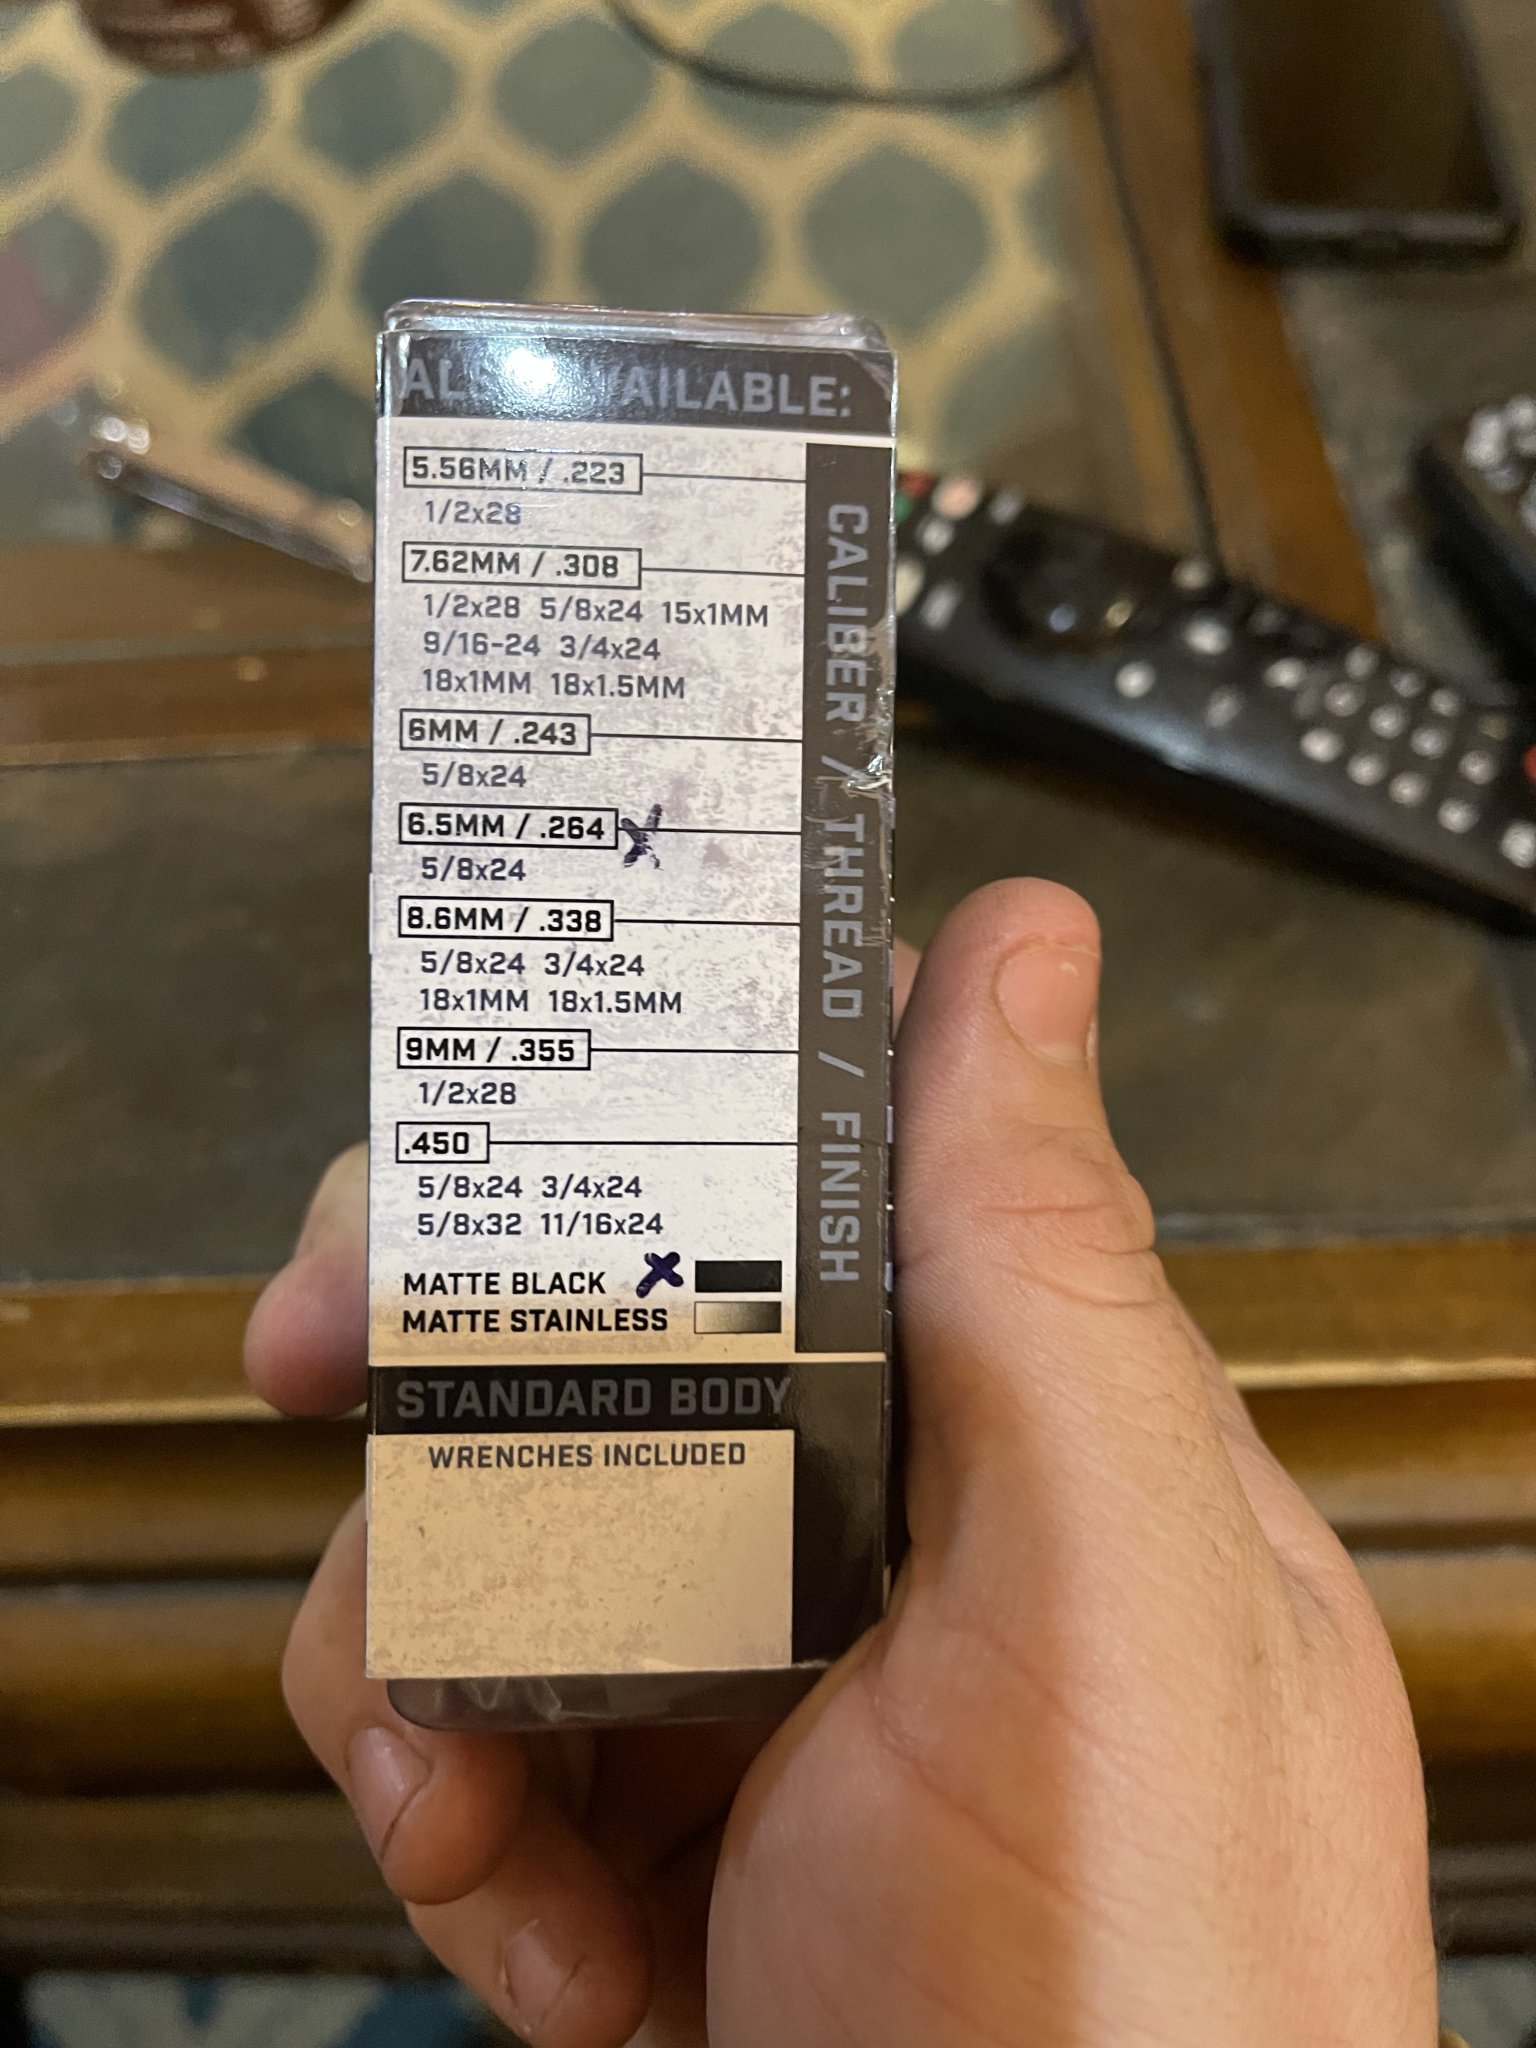 ALSO AVAILABLE:
5.56MM / .223
1/2x28
7.62MM / .308
1/2x28 5/8x24 15x1MM
9/16-24 3/4x24
18x1MM 18x1.5MM
6MM / .243
5/8x24
6.5MM / .264 X
5/8x24
8.6MM / .338
5/8x24 3/4x24
18x1MM 18x1.5MM
9MM / .355
1/2x28
.450
5/8x24 3/4x24
5/8x32 11/16x24
MATTE BLACK X
MATTE STAINLESS
CALIBER / THREAD / FINISH
STANDARD BODY
WRENCHES INCLUDED